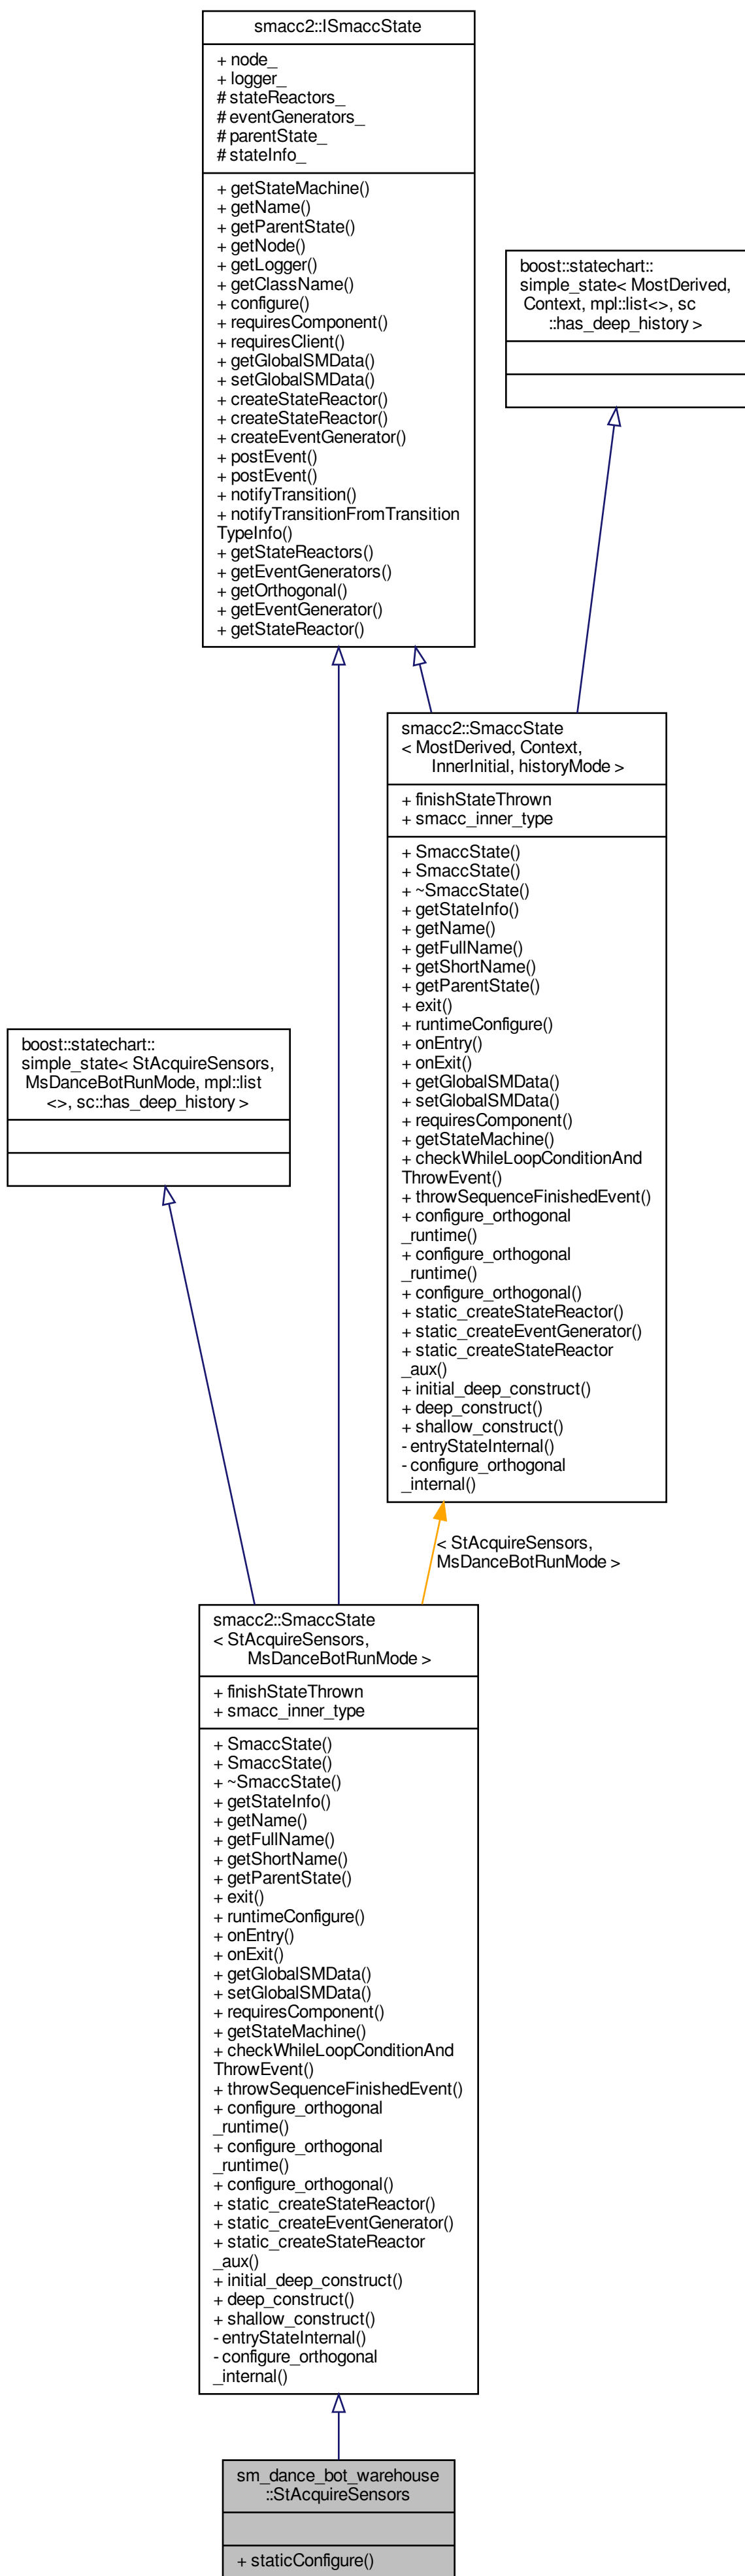 smacc2::ISmaccState
+ node_
+ logger_
# stateReactors_
# eventGenerators_
# parentState_
# stateInfo_
+ getStateMachine()
+ getName()
+ getParentState()
+ getNode()
+ getLogger()
+ getClassName()
+ configure()
+ requiresComponent()
+ requiresClient()
+ getGlobalSMData()
+ setGlobalSMData()
+ createStateReactor()
+ createStateReactor()
+ createEventGenerator()
+ postEvent()
+ postEvent()
+ notifyTransition()
+ notifyTransitionFromTransition
TypeInfo()
+ getStateReactors()
+ getEventGenerators()
+ getOrthogonal()
+ getEventGenerator()
+ getStateReactor()
boost::statechart::
simple_state< MostDerived,
Context, mpl::list<>, sc
::has_deep_history >
smacc2::SmaccState
< MostDerived, Context,
InnerInitial, historyMode >
+ finishStateThrown
+ smacc_inner_type
+ SmaccState()
+ SmaccState()
+ ~SmaccState()
+ getStateInfo()
+ getName()
+ getFullName()
+ getShortName()
+ getParentState()
+ exit()
+ runtimeConfigure()
+ onEntry()
+ onExit()
+ getGlobalSMData()
+ setGlobalSMData()
+ requiresComponent()
+ getStateMachine()
+ checkWhileLoopConditionAnd
ThrowEvent()
+ throwSequenceFinishedEvent()
+ configure_orthogonal
_runtime()
+ configure_orthogonal
_runtime()
+ configure_orthogonal()
+ static_createStateReactor()
+ static_createEventGenerator()
+ static_createStateReactor
_aux()
+ initial_deep_construct()
+ deep_construct()
+ shallow_construct()
- entryStateInternal()
- configure_orthogonal
_internal()
boost::statechart::
simple_state< StAcquireSensors,
MsDanceBotRunMode, mpl::list
<>, sc::has_deep_history >
< StAcquireSensors,
MsDanceBotRunMode >
smacc2::SmaccState
< StAcquireSensors,
MsDanceBotRunMode >
+ finishStateThrown
+ smacc_inner_type
+ SmaccState()
+ SmaccState()
+ ~SmaccState()
+ getStateInfo()
+ getName()
+ getFullName()
+ getShortName()
+ getParentState()
+ exit()
+ runtimeConfigure()
+ onEntry()
+ onExit()
+ getGlobalSMData()
+ setGlobalSMData()
+ requiresComponent()
+ getStateMachine()
+ checkWhileLoopConditionAnd
ThrowEvent()
+ throwSequenceFinishedEvent()
+ configure_orthogonal
_runtime()
+ configure_orthogonal
_runtime()
+ configure_orthogonal()
+ static_createStateReactor()
+ static_createEventGenerator()
+ static_createStateReactor
_aux()
+ initial_deep_construct()
+ deep_construct()
+ shallow_construct()
- entryStateInternal()
- configure_orthogonal
_internal()
sm_dance_bot_warehouse
::StAcquireSensors
+ staticConfigure()